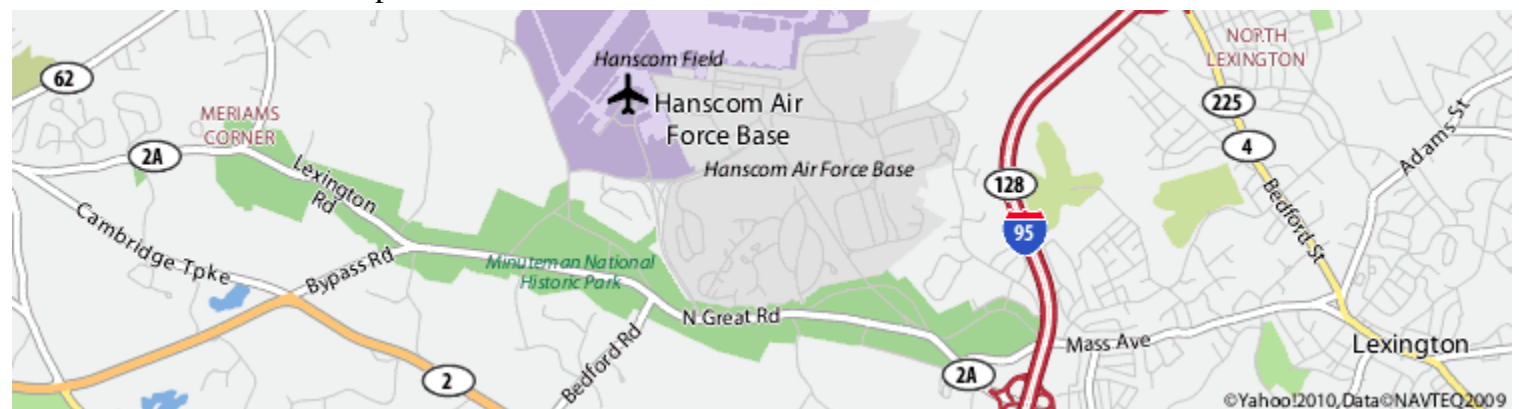 Hanscom Field
NORTH
LEXINGTON
62
Hanscom Air
Force Base
225
MERIAMS
CORNER
Adams St
4
2A
Hanscom Air Force Base
Lexington
Rd
128
95
Bedford St
Cambridge Tpke
Bypass Rd
Minuteman National
Historic Park
N Great Rd
Mass Ave
Lexington
Bedford Rd
2
2A
©Yahoo!2010,Data©NAVTEQ2009